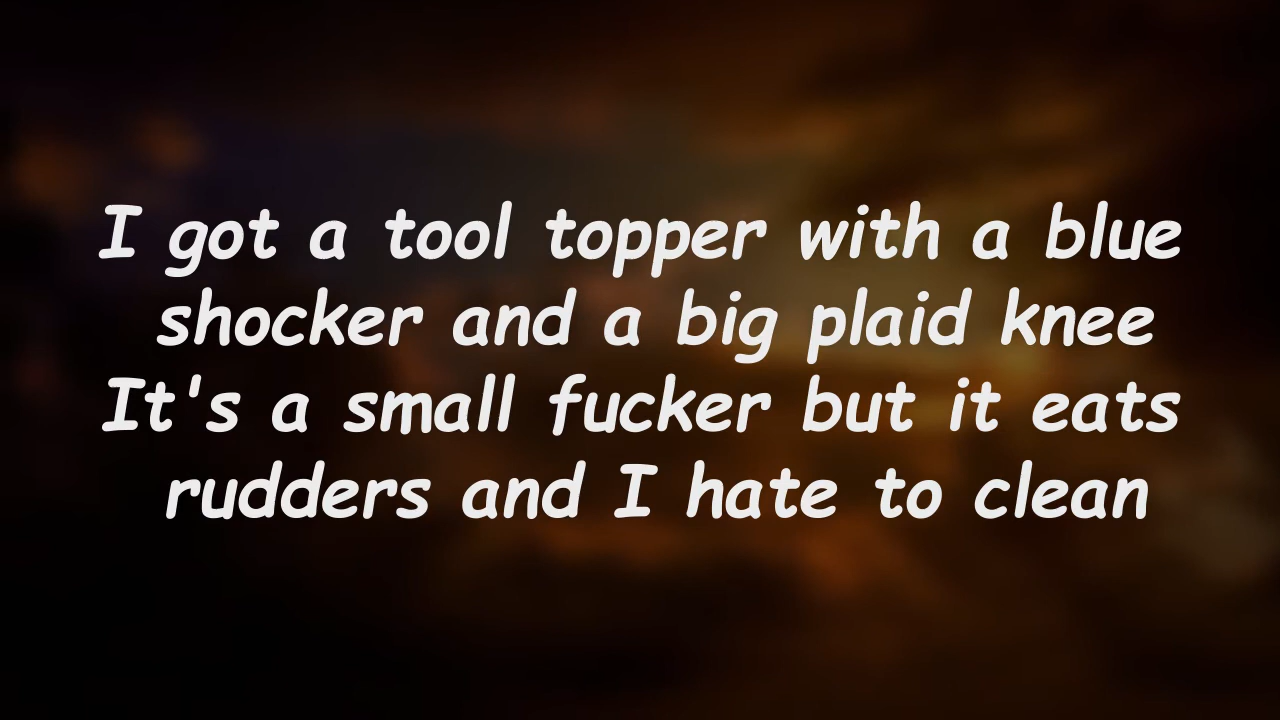 I got a tool topper with a blue
shocker and a big plaid knee
It's a small fucker but it eats
rudders and I hate to clean